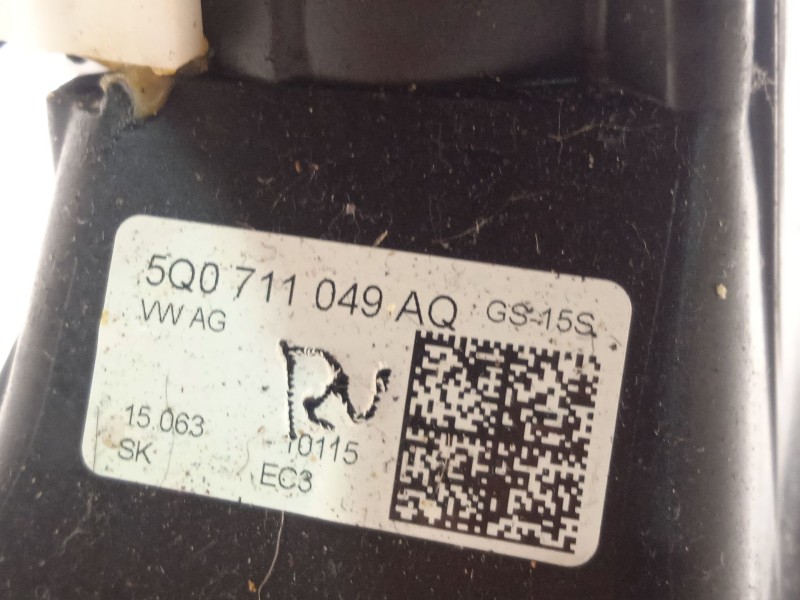 5Q0 711 049 AQ GS-15S
VW AG
15.063 10115
SK EC3